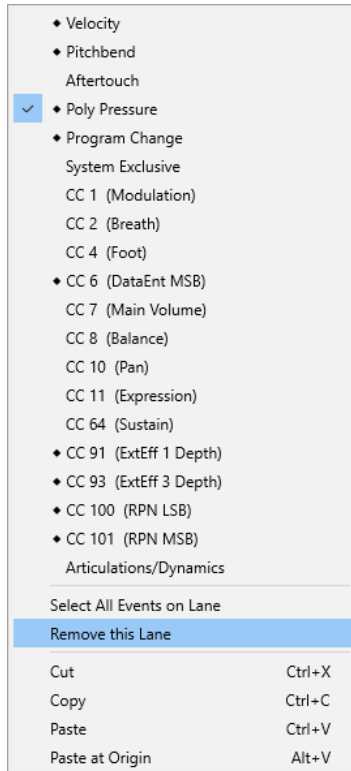 ◆ Velocity
◆ Pitchbend
Aftertouch
✓ ◆ Poly Pressure
◆ Program Change
System Exclusive
CC 1 (Modulation)
CC 2 (Breath)
CC 4 (Foot)
◆ CC 6 (DataEnt MSB)
CC 7 (Main Volume)
CC 8 (Balance)
CC 10 (Pan)
CC 11 (Expression)
CC 64 (Sustain)
◆ CC 91 (ExtEff 1 Depth)
◆ CC 93 (ExtEff 3 Depth)
◆ CC 100 (RPN LSB)
◆ CC 101 (RPN MSB)
Articulations/Dynamics
Select All Events on Lane
Remove this Lane
Cut Ctrl+X
Copy Ctrl+C
Paste Ctrl+V
Paste at Origin Alt+V